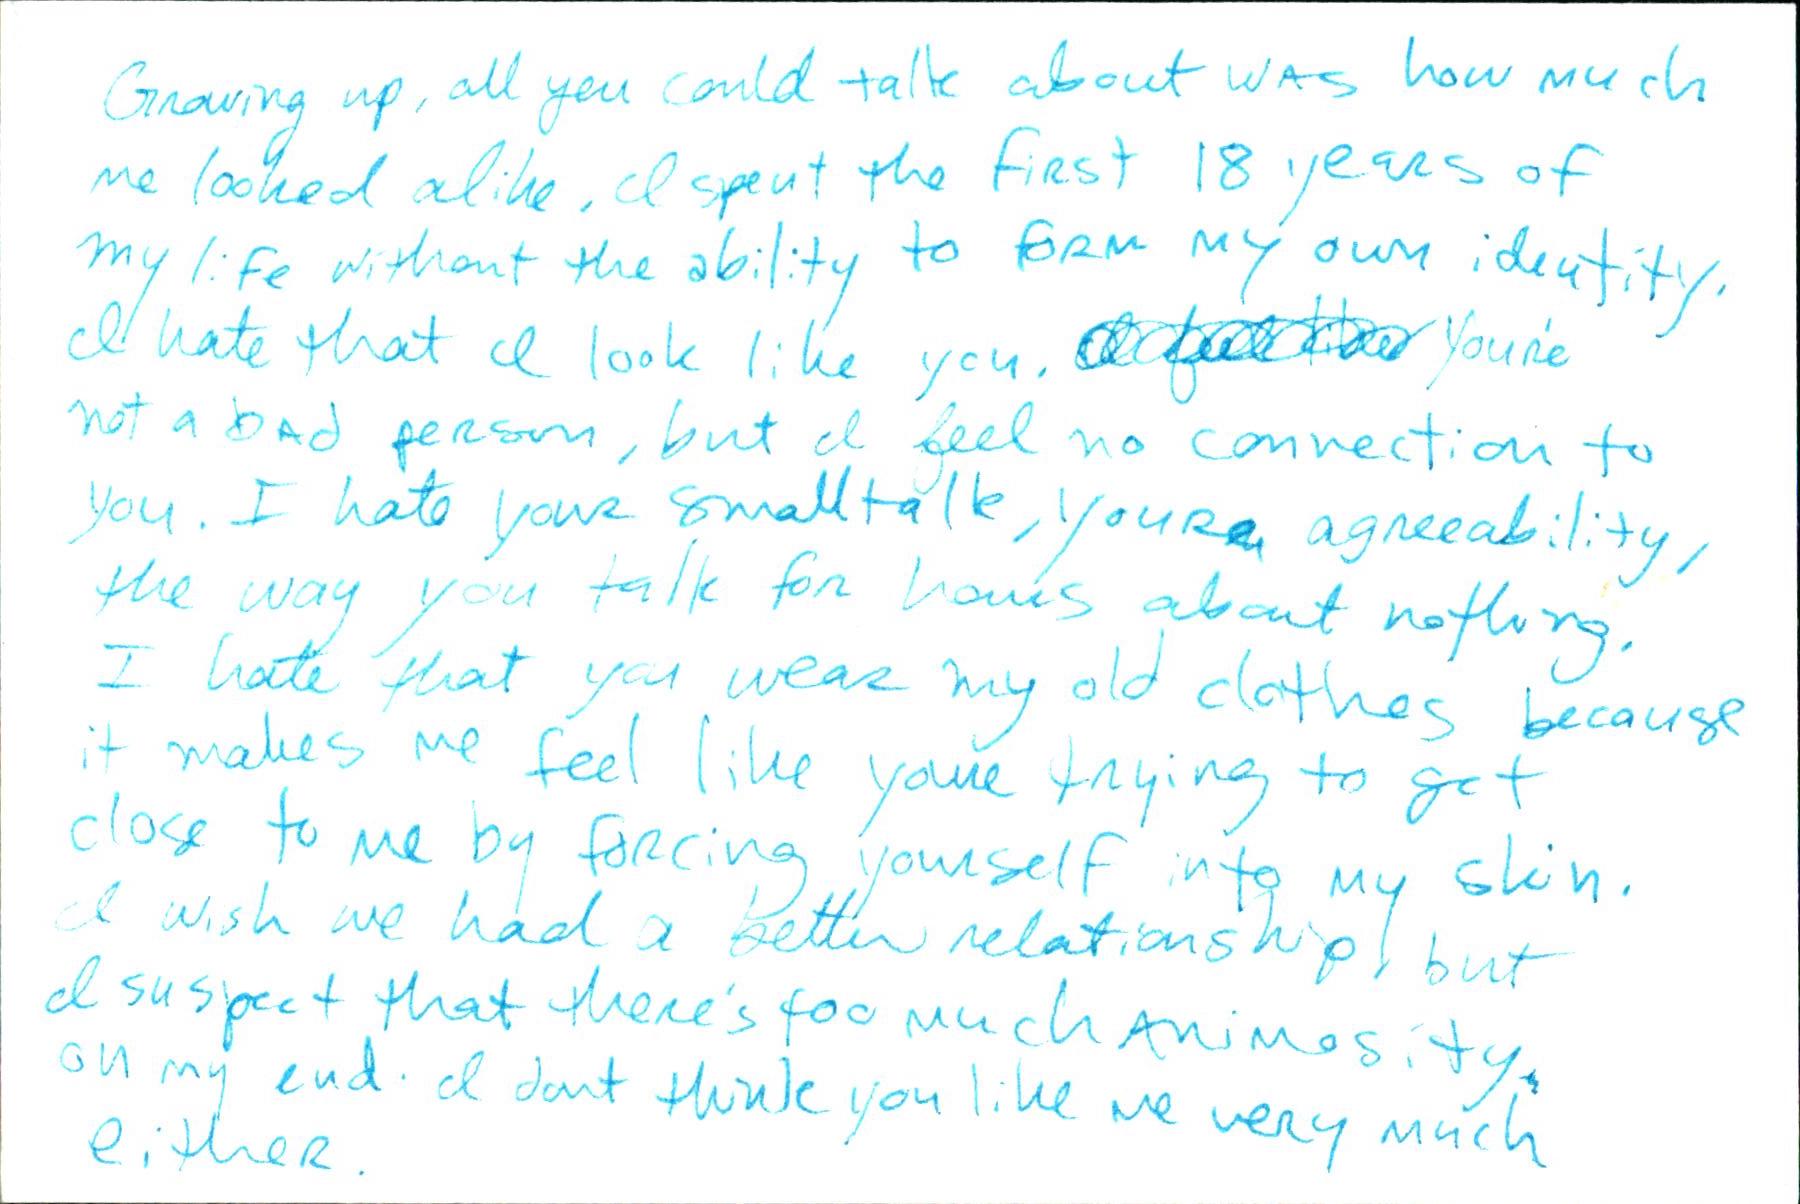 Growing up, all you could talk about was how much
we looked alike. I spent the first 18 years of
my life without the ability to form my own identity.
I hate that I look like you. You're
not a bad person, but I feel no connection to
you. I hate your smalltalk, your agreeability,
the way you talk for hours about nothing.
I hate that you wear my old clothes because
it makes me feel like youre trying to get
close to me by forcing yourself into my skin.
I wish we had a better relationship, but
I suspect that there's too much animosity
on my end. I dont think you like me very much
either.